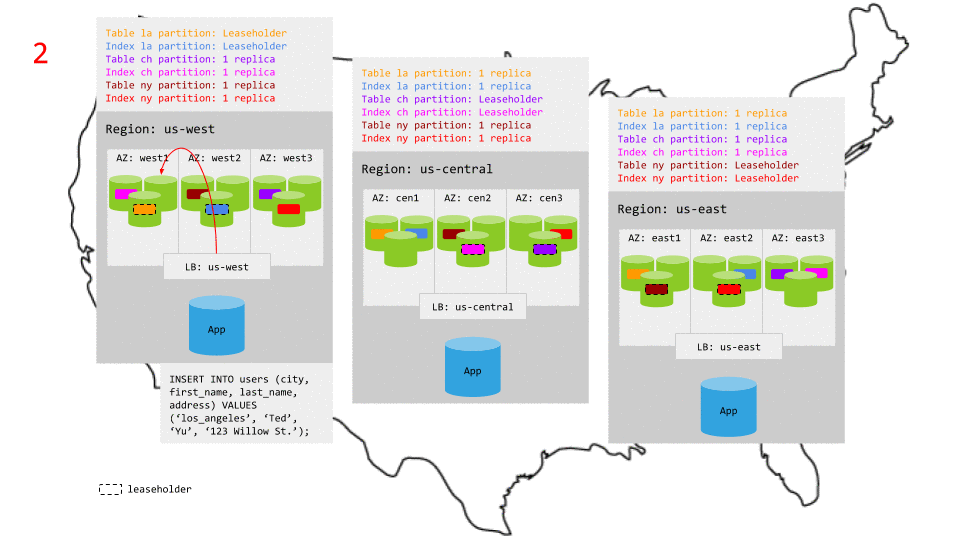 2
Table la partition: Leaseholder
Index la partition: Leaseholder
Table ch partition: 1 replica
Index ch partition: 1 replica
Table ny partition: 1 replica
Index ny partition: 1 replica
Region: us-west
AZ: west1
AZ: west2
AZ: west3
LB: us-west
App
INSERT INTO users (city,
first_name, last_name,
address) VALUES
(‘los_angeles’, ‘Ted’,
‘Yu’, ‘123 Willow St.’);
Table la partition: 1 replica
Index la partition: 1 replica
Table ch partition: Leaseholder
Index ch partition: Leaseholder
Table ny partition: 1 replica
Index ny partition: 1 replica
Region: us-central
AZ: cen1
AZ: cen2
AZ: cen3
LB: us-central
App
Table la partition: 1 replica
Index la partition: 1 replica
Table ch partition: 1 replica
Index ch partition: 1 replica
Table ny partition: Leaseholder
Index ny partition: Leaseholder
Region: us-east
AZ: east1
AZ: east2
AZ: east3
LB: us-east
App
leaseholder